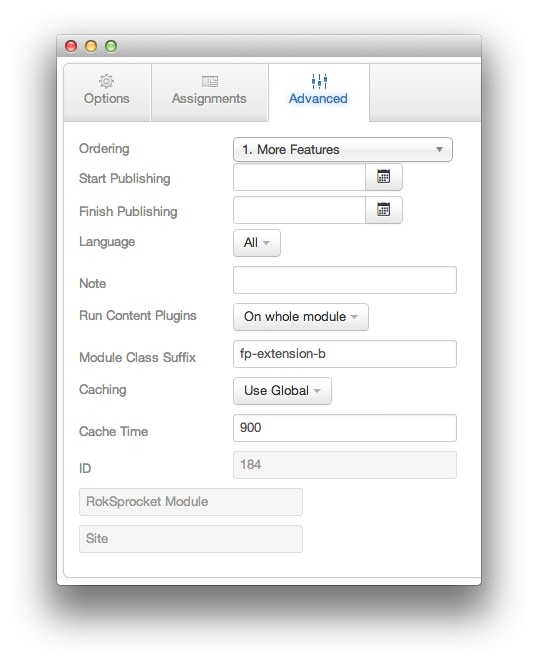 Options Assignments Advanced
Ordering 1. More Features
Start Publishing
Finish Publishing
Language All
Note
Run Content Plugins On whole module
Module Class Suffix fp-extension-b
Caching Use Global
Cache Time 900
ID 184
RokSprocket Module
Site